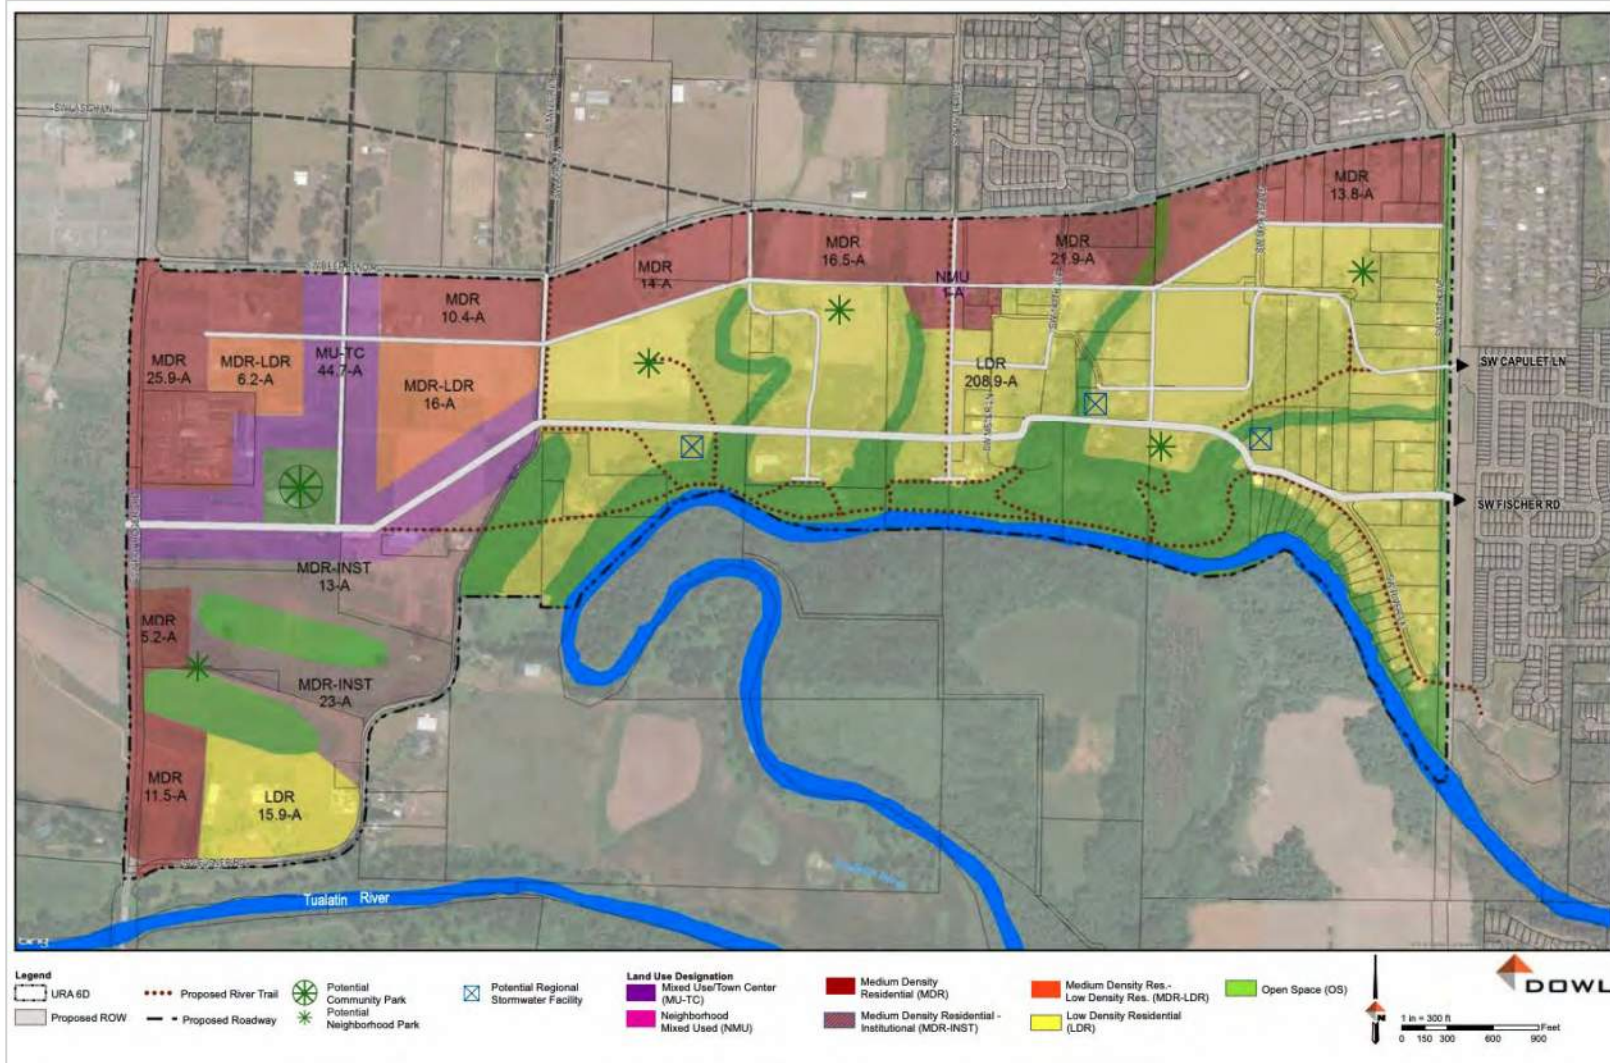 MDR
13.8-A
MDR
16.5-A
MDR
21.9-A
MDR
14-A
NMU
1-A
MDR
10.4-A
MDR
25.9-A
MDR-LDR
6.2-A
MU-TC
44.7-A
MDR-LDR
16-A
LDR
208.9-A
SW CAPULET LN
SW FISCHER RD
MDR-INST
13-A
MDR
5.2-A
MDR-INST
23-A
MDR
11.5-A
LDR
15.9-A
Tualatin River
bing
Legend
URA 6D
Proposed ROW
Proposed River Trail
Proposed Roadway
Potential
Community Park
Potential
Neighborhood Park
Potential Regional
Stormwater Facility
Land Use Designation
Mixed Use/Town Center
(MU-TC)
Neighborhood
Mixed Used (NMU)
Medium Density
Residential (MDR)
Medium Density Residential -
Institutional (MDR-INST)
Medium Density Res.-
Low Density Res. (MDR-LDR)
Low Density Residential
(LDR)
Open Space (OS)
N
1 in = 300 ft
Feet
0 150 300 600 900
DOWL